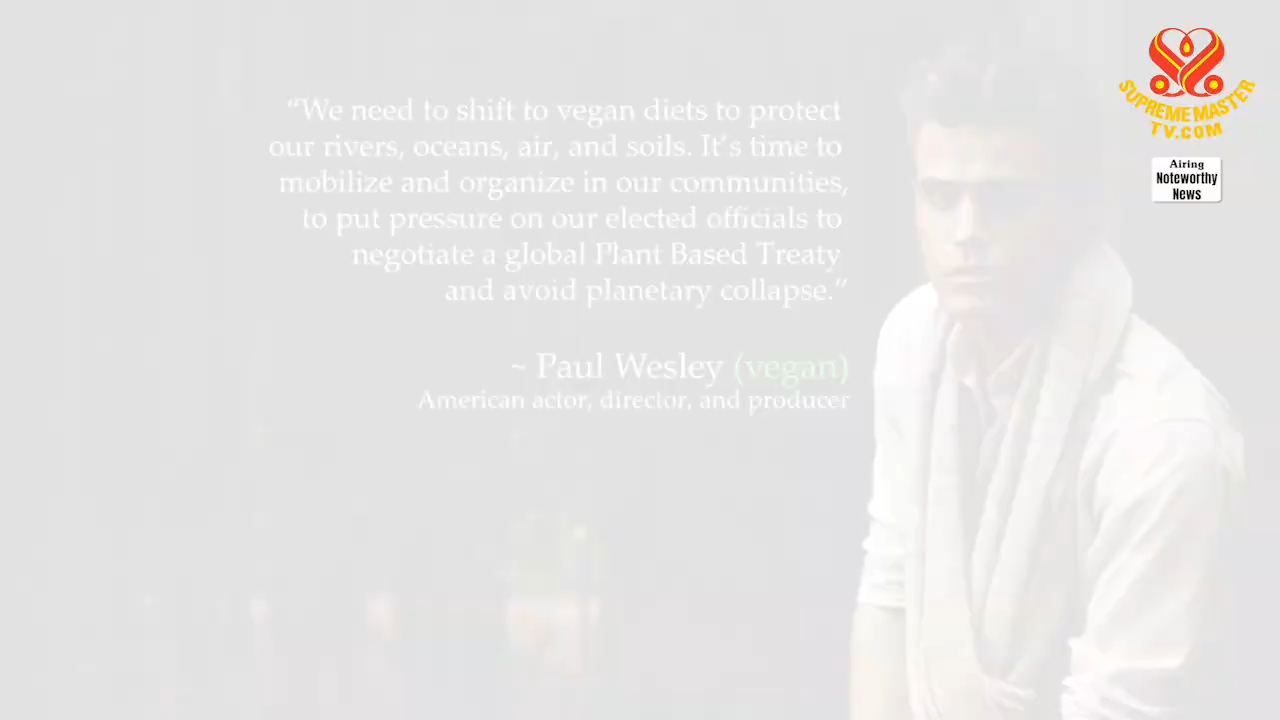 “We need to shift to vegan diets to protect
our rivers, oceans, air, and soils. It’s time to
mobilize and organize in our communities,
to put pressure on our elected officials to
negotiate a global Plant Based Treaty
and avoid planetary collapse.”
~ Paul Wesley (vegan)
American actor, director, and producer
SUPREME MASTER
TV.COM
Airing
Noteworthy
News